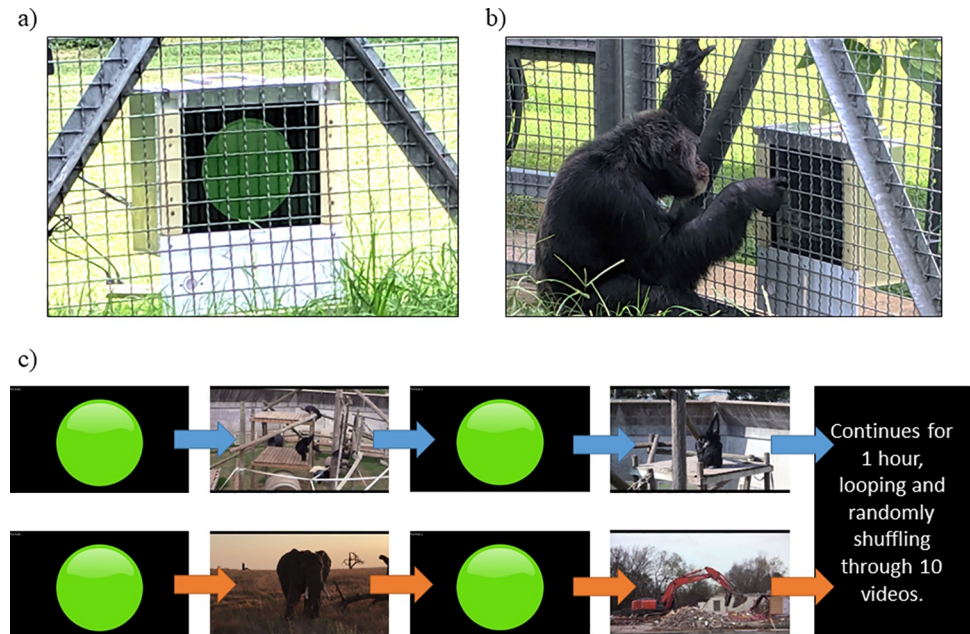 a)
b)
c)
Continues for
1 hour,
looping and
randomly
shuffling
through 10
videos.